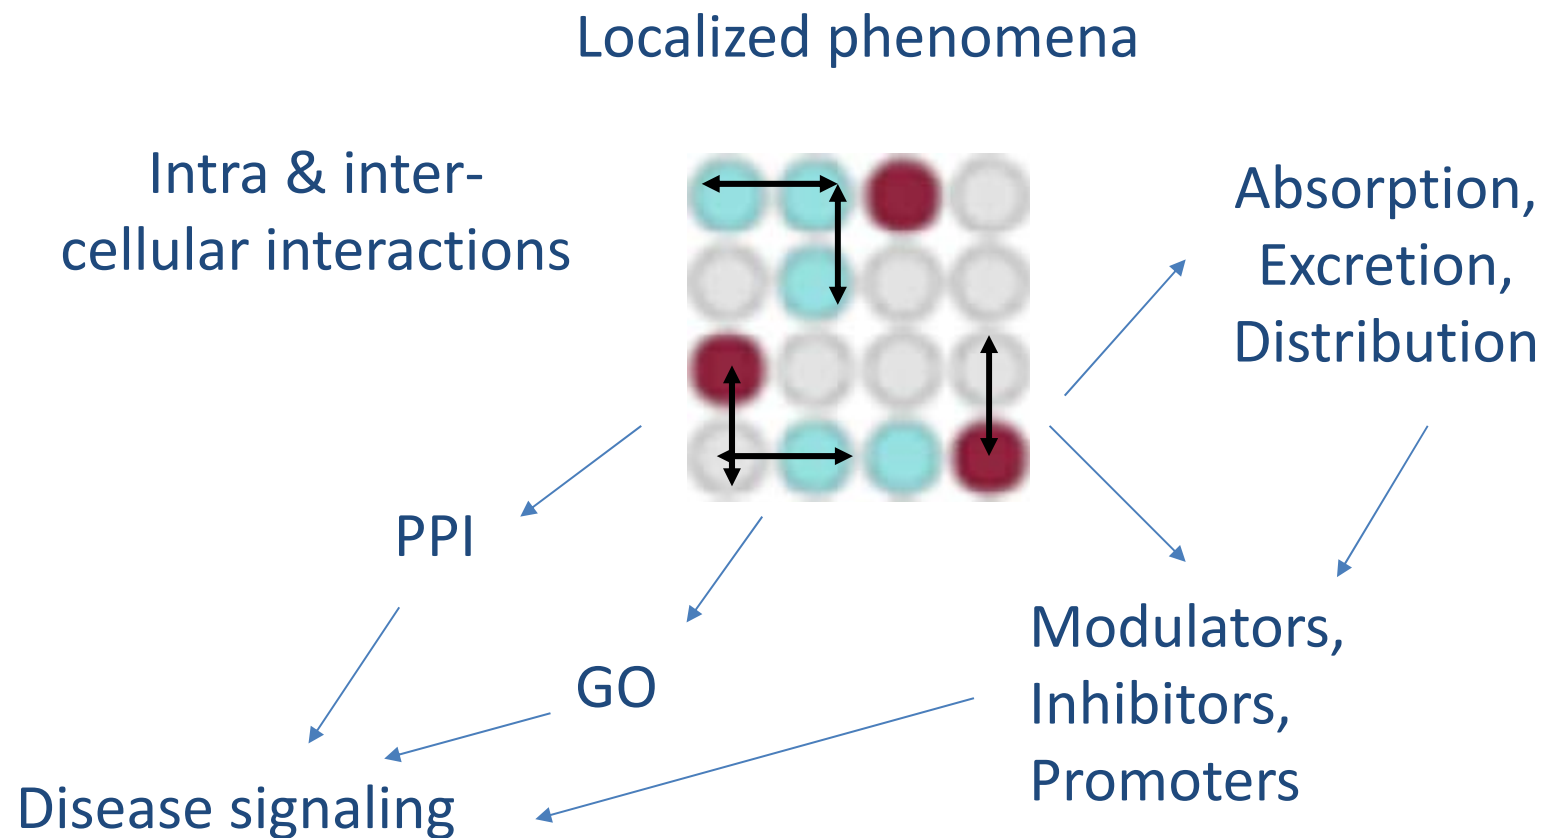 Localized phenomena
Intra & inter-
cellular interactions
Absorption,
Excretion,
Distribution
PPI
GO
Modulators,
Inhibitors,
Promoters
Disease signaling